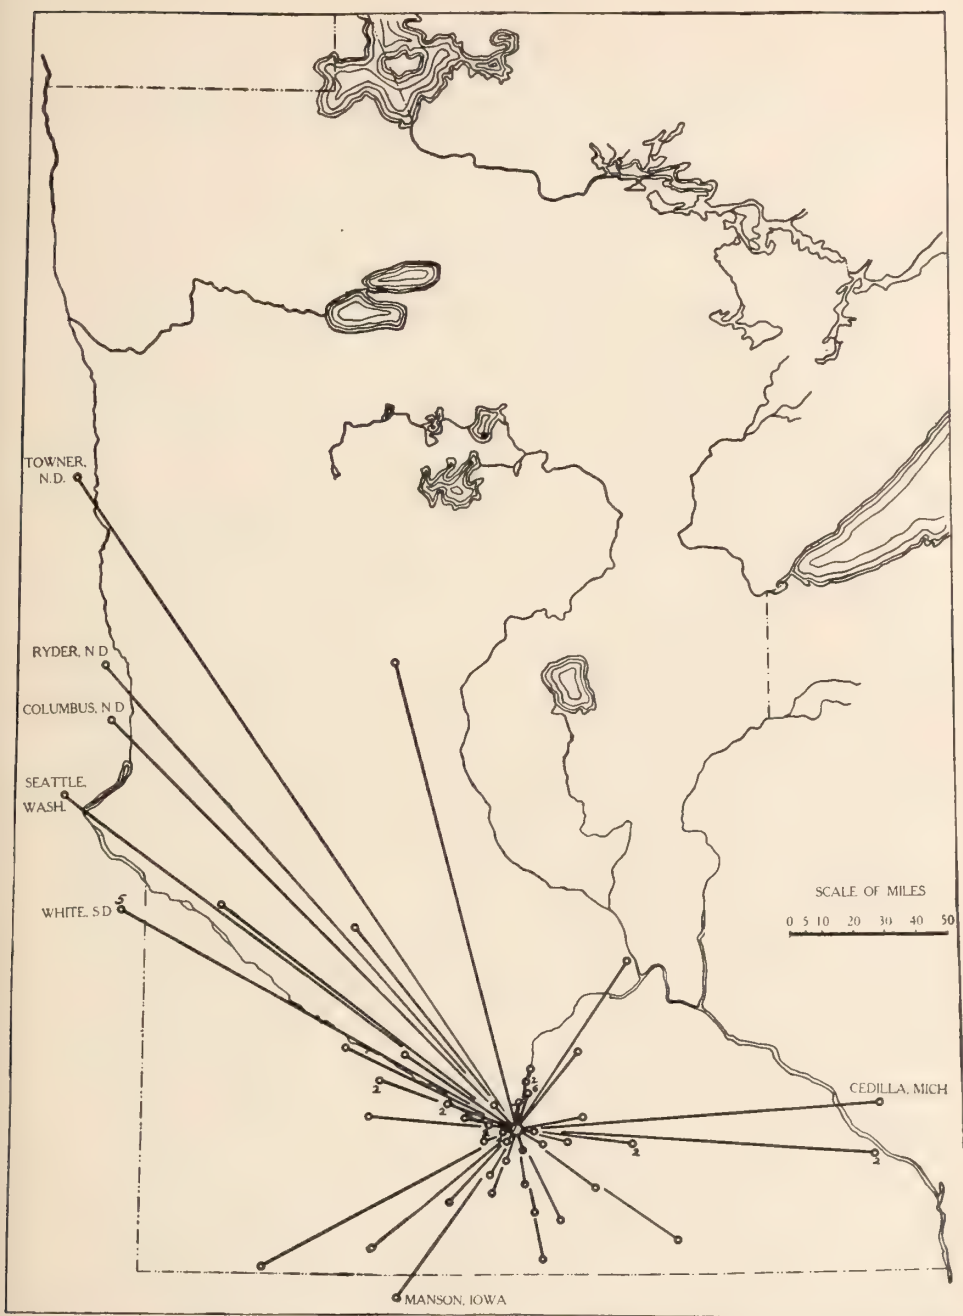 TOWNER,
N.D.
RYDER, N D
COLUMBUS, N D
SEATTLE,
WASH.
WHITE, S D
5
SCALE OF MILES
0 5 10 20 30 40 50
2
6
2
2
CEDILLA, MICH
2
2
MANSON, IOWA